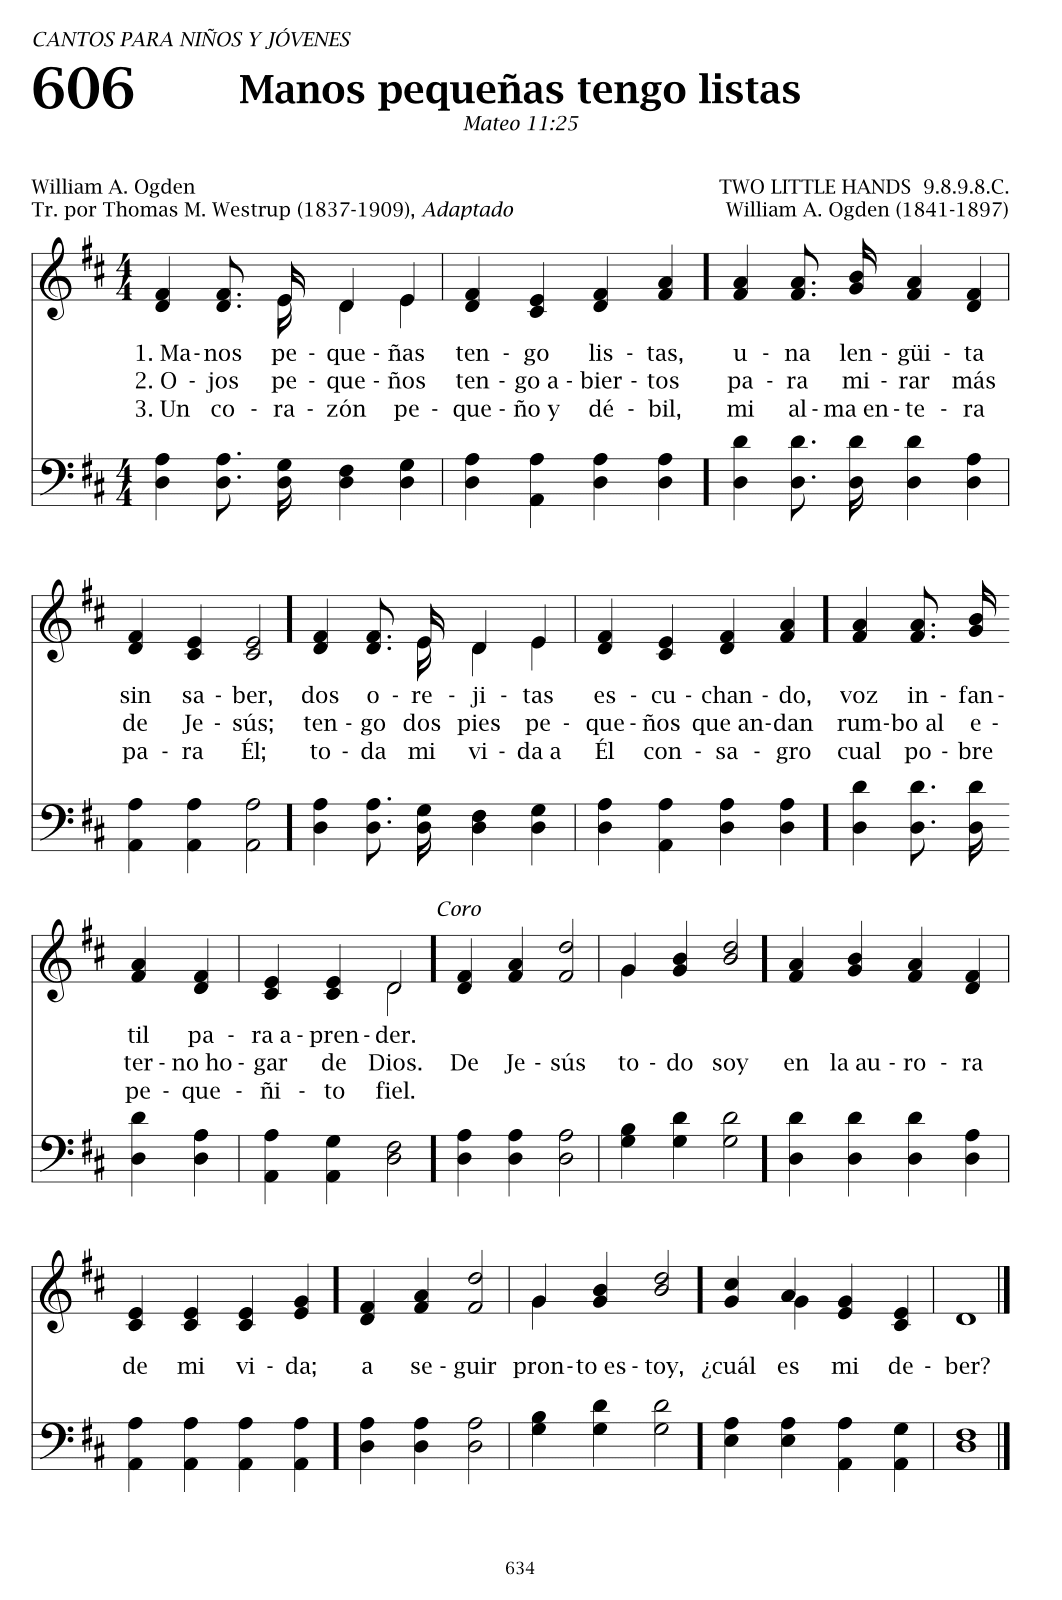 CANTOS PARA NIÑOS Y JÓVENES
606 Manos pequeñas tengo listas
Mateo 11:25
William A. Ogden
Tr. por Thomas M. Westrup (1837-1909), Adaptado
TWO LITTLE HANDS 9.8.9.8.C.
William A. Ogden (1841-1897)
1. Ma-nos pe - que - ñas ten - go lis - tas, u - na len - güi - ta
2. O - jos pe - que - ños ten - go a - bier - tos pa - ra mi - rar más
3. Un co - ra - zón pe - que - ño y dé - bil, mi al - ma en - te - ra
sin sa - ber, dos o - re - ji - tas es - cu - chan - do, voz in - fan-
de Je - sús; ten - go dos pies pe - que - ños que an-dan rum-bo al e -
pa - ra Él; to - da mi vi - da a Él con - sa - gro cual po - bre
Coro
til pa - ra a - pren - der.
ter - no ho - gar de Dios. De Je - sús to - do soy en la au - ro - ra
pe - que - ñi - to fiel.
de mi vi - da; a se - guir pron-to es - toy, ¿cuál es mi de - ber?
634